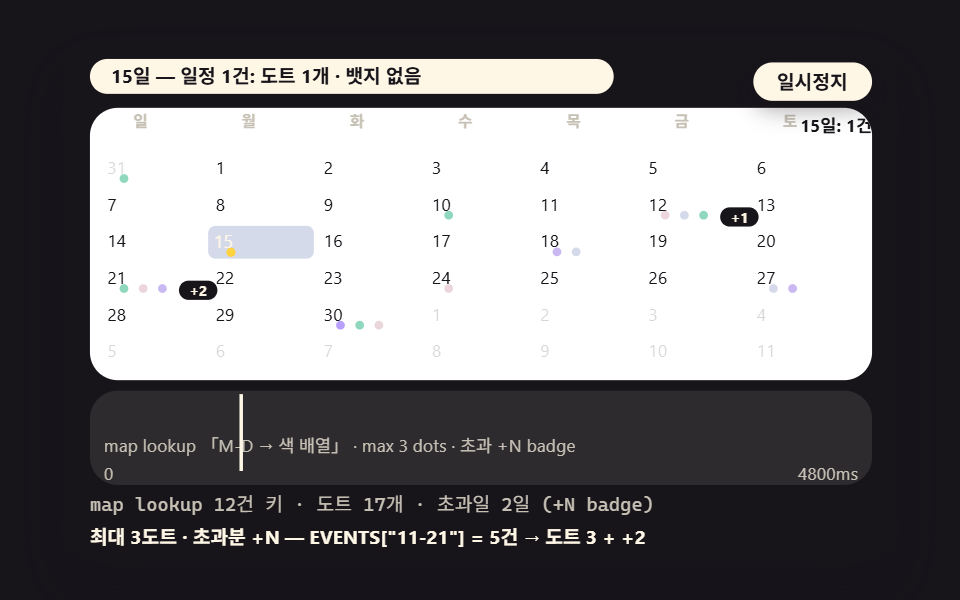 15일 — 일정 1건: 도트 1개 · 뱃지 없음
일시정지
일 월 화 수 목 금 토
15일: 1건
31 1 2 3 4 5 6
7 8 9 10 11 12 +1 13
14 15 16 17 18 19 20
21 +2 22 23 24 25 26 27
28 29 30 1 2 3 4
5 6 7 8 9 10 11
map lookup 「M-D → 색 배열」 · max 3 dots · 초과 +N badge
0 4800ms
map lookup 12건 키 · 도트 17개 · 초과일 2일 (+N badge)
최대 3도트 · 초과분 +N — EVENTS["11-21"] = 5건 → 도트 3 + +2